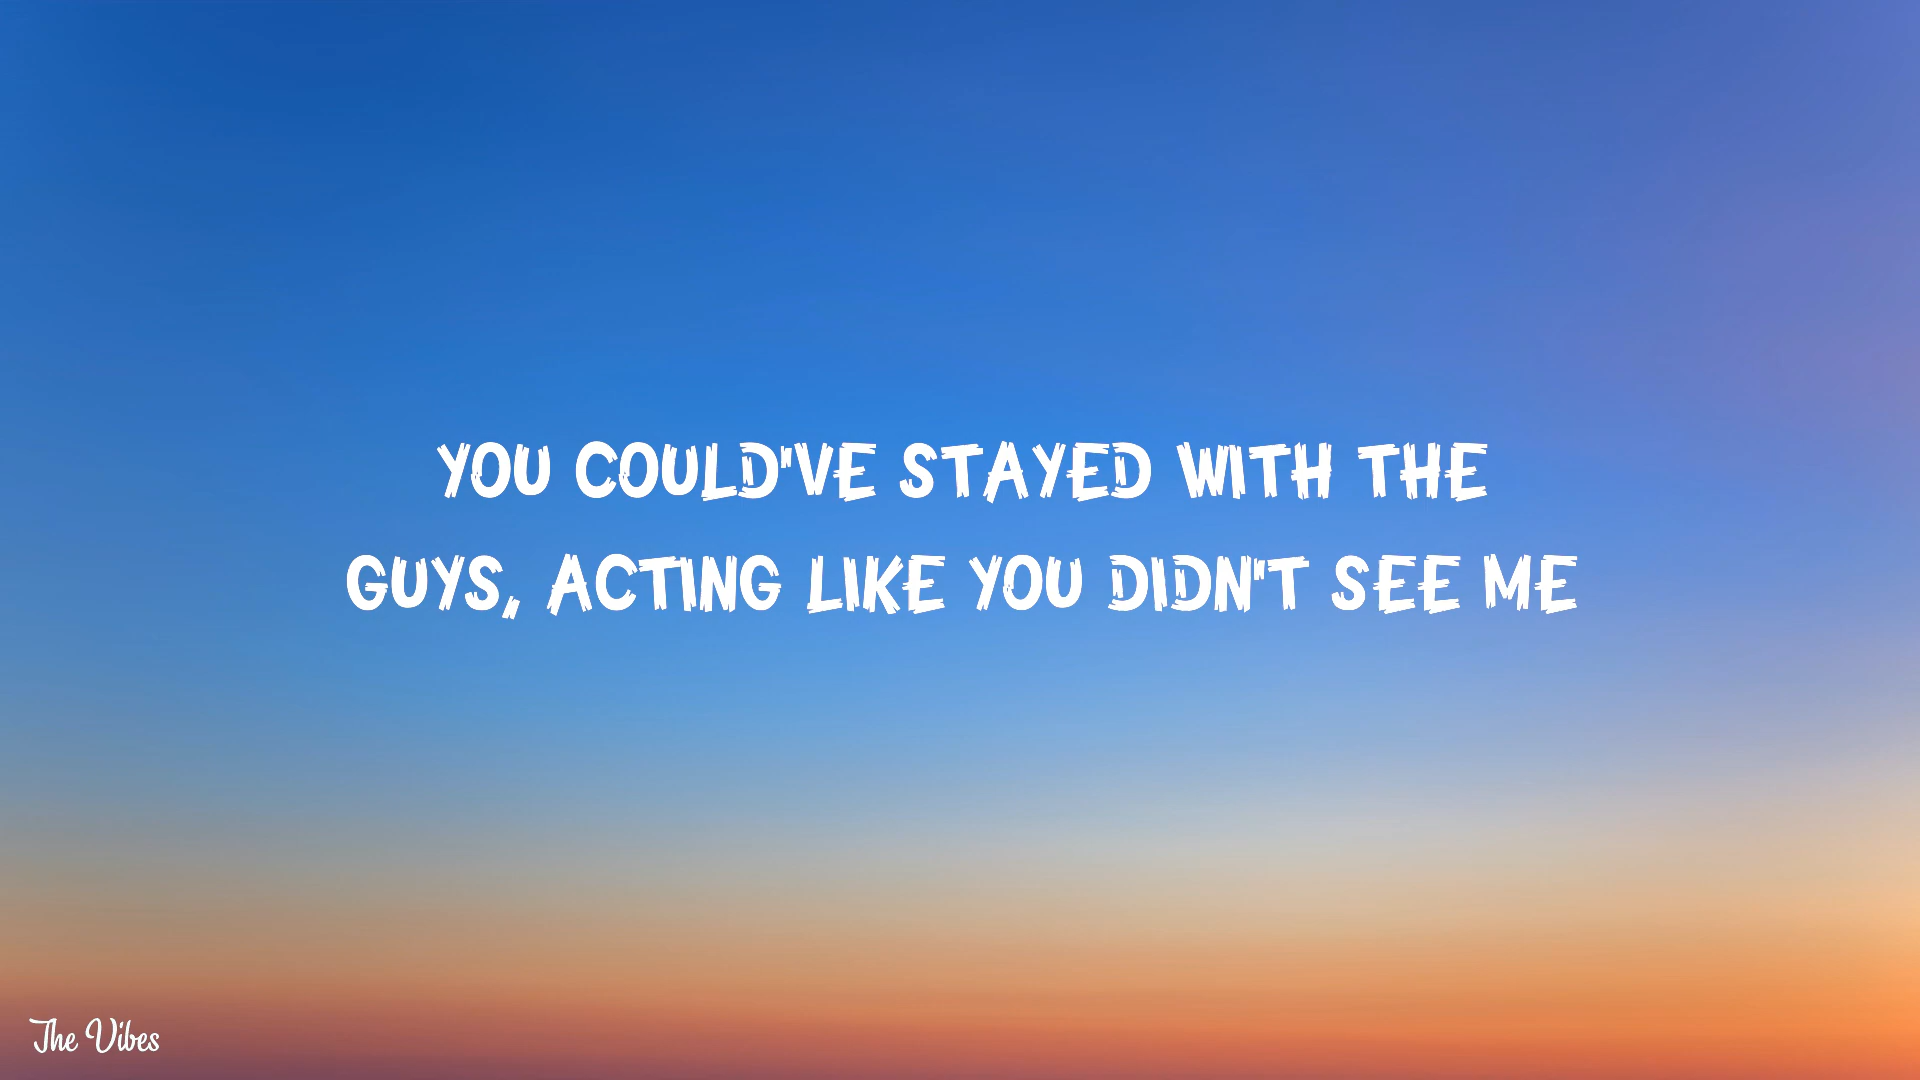 YOU COULD'VE STAYED WITH THE
GUYS, ACTING LIKE YOU DIDN'T SEE ME
The Vibes